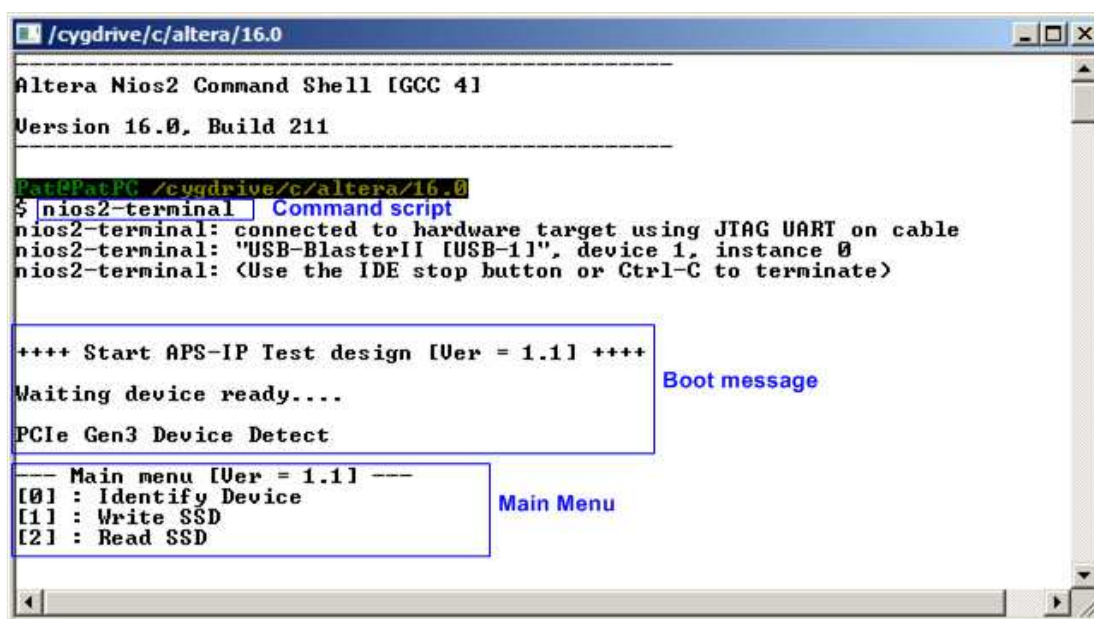 /cygdrive/c/altera/16.0
------------------------------------------------
Altera Nios2 Command Shell [GCC 4]
Version 16.0, Build 211
------------------------------------------------
Pat@PatPC /cygdrive/c/altera/16.0
$ nios2-terminal Command script
nios2-terminal: connected to hardware target using JTAG UART on cable
nios2-terminal: "USB-BlasterII [USB-1]", device 1, instance 0
nios2-terminal: (Use the IDE stop button or Ctrl-C to terminate)
++++ Start APS-IP Test design [Ver = 1.1] ++++
Waiting device ready....
Boot message
PCIe Gen3 Device Detect
--- Main menu [Ver = 1.1] ---
[0] : Identify Device
[1] : Write SSD
Main Menu
[2] : Read SSD